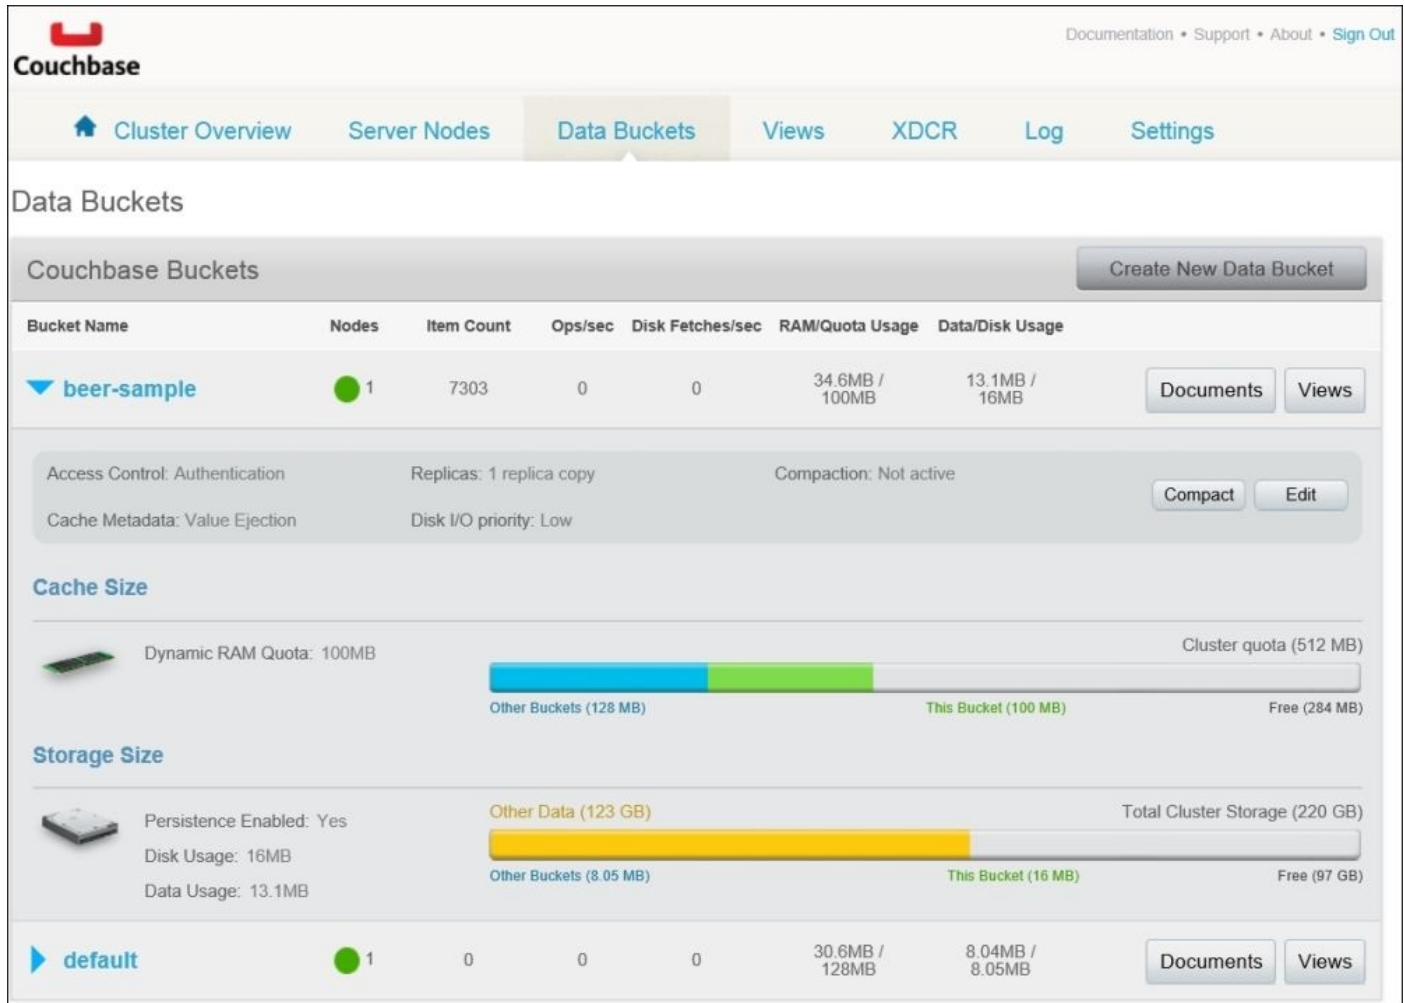 Documentation • Support • About • Sign Out
Couchbase
Cluster Overview Server Nodes Data Buckets Views XDCR Log Settings
Data Buckets
Couchbase Buckets Create New Data Bucket
Bucket Name Nodes Item Count Ops/sec Disk Fetches/sec RAM/Quota Usage Data/Disk Usage
beer-sample 1 7303 0 0 34.6MB / 100MB 13.1MB / 16MB Documents Views
Access Control: Authentication Replicas: 1 replica copy Compaction: Not active
Compact Edit
Cache Metadata: Value Ejection Disk I/O priority: Low
Cache Size
Dynamic RAM Quota: 100MB Cluster quota (512 MB)
Other Buckets (128 MB) This Bucket (100 MB) Free (284 MB)
Storage Size
Persistence Enabled: Yes Other Data (123 GB) Total Cluster Storage (220 GB)
Disk Usage: 16MB
Other Buckets (8.05 MB) This Bucket (16 MB) Free (97 GB)
Data Usage: 13.1MB
default 1 0 0 0 30.6MB / 128MB 8.04MB / 8.05MB Documents Views